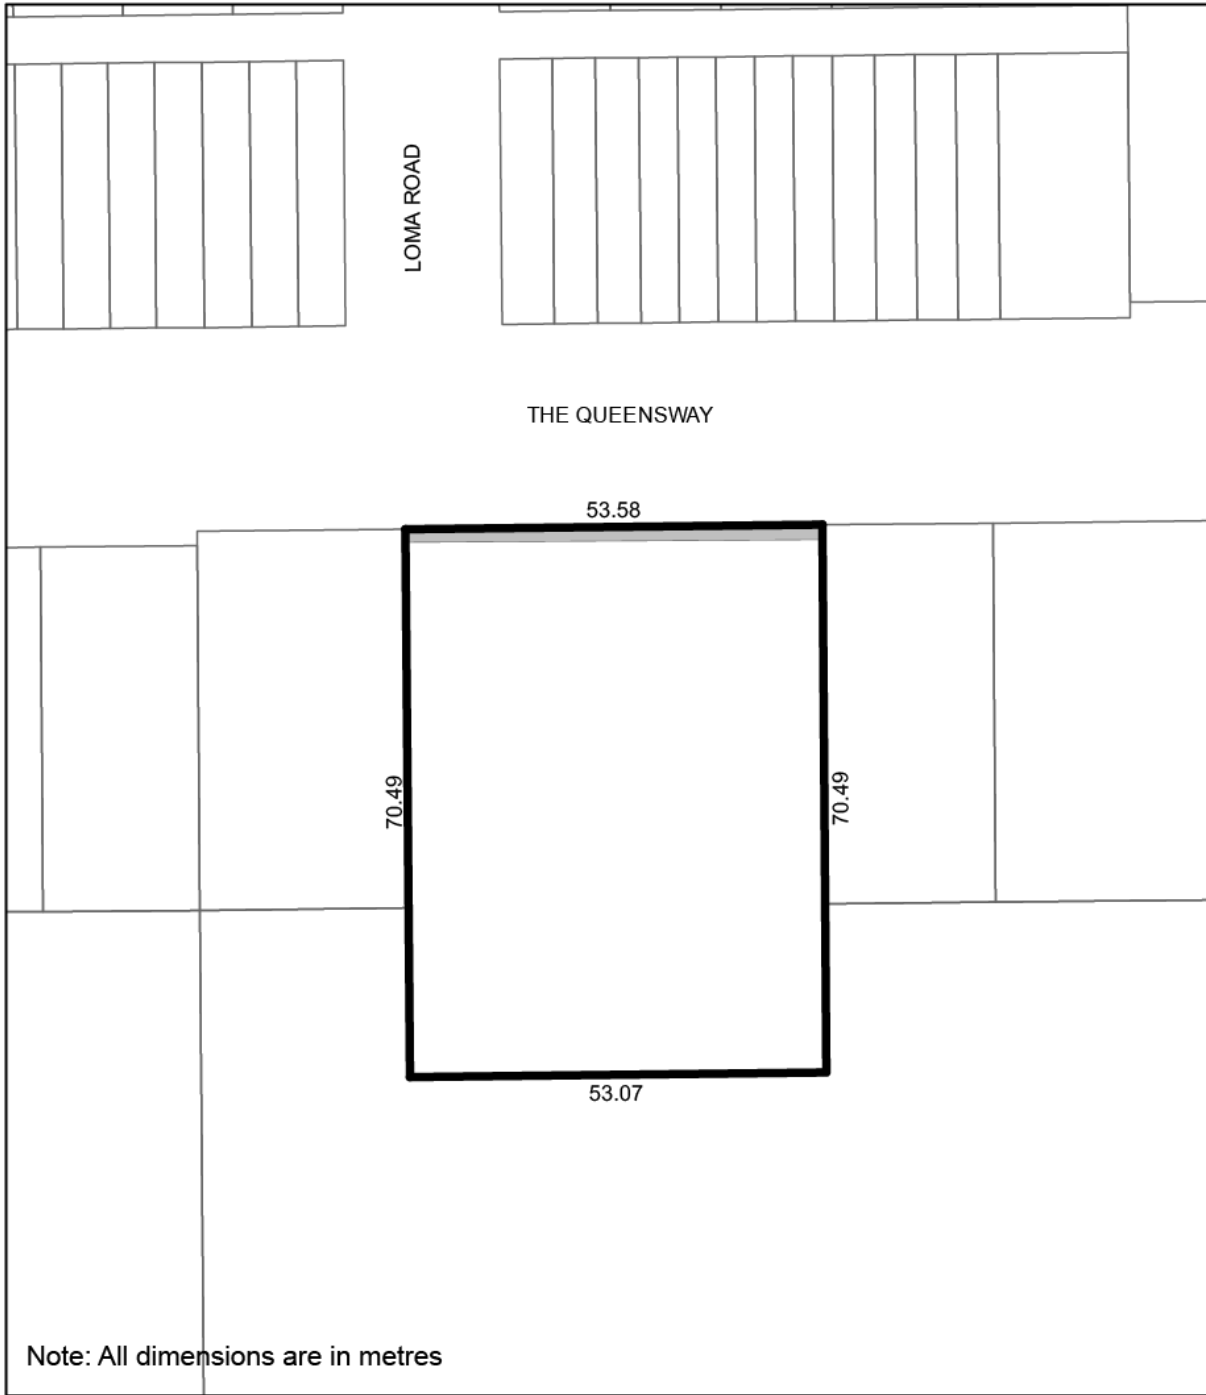 LOMA ROAD
THE QUEENSWAY
53.58
70.49
70.49
53.07
Note: All dimensions are in metres